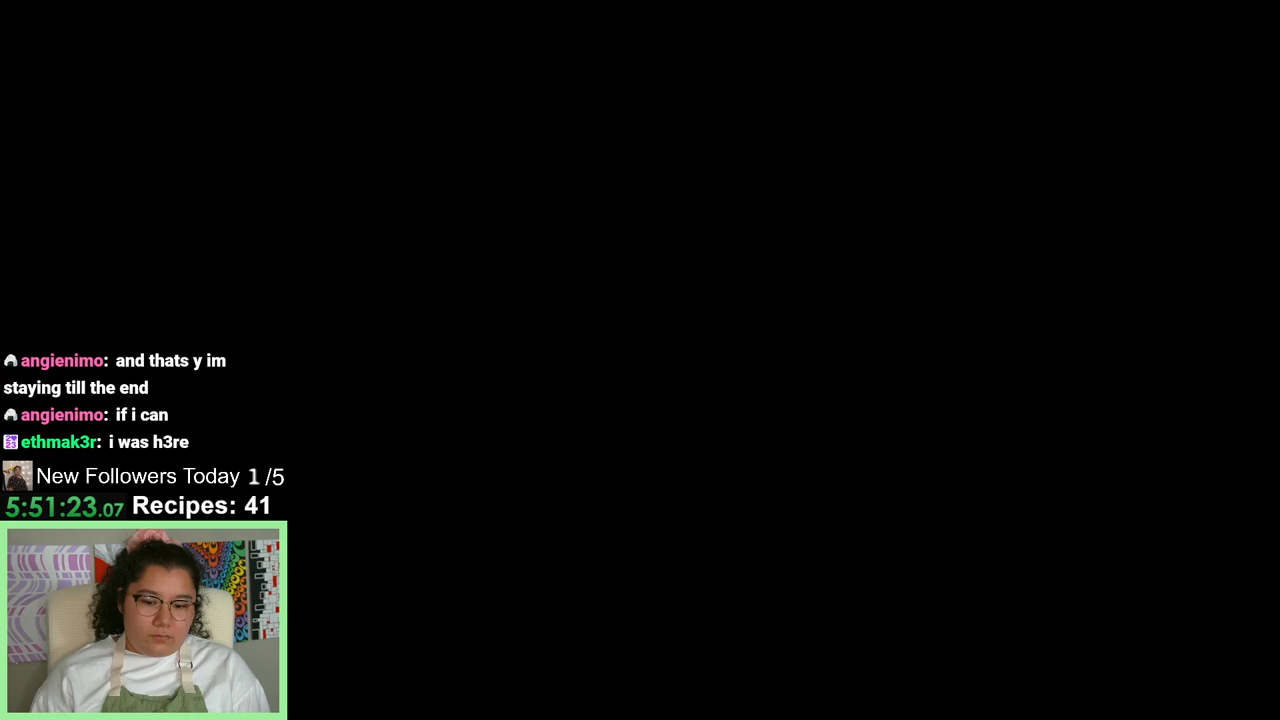 angienimo: and thats y im
staying till the end
angienimo: if i can
ethmak3r: i was h3re
New Followers Today 1 /5
5:51:23.07 Recipes: 41